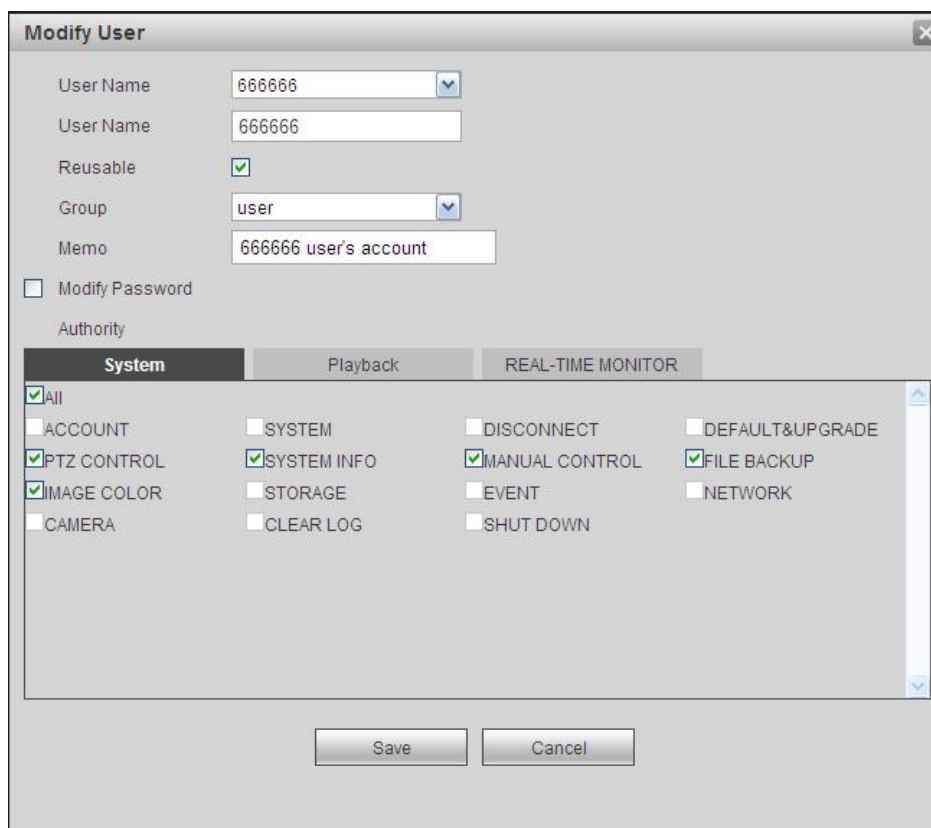 Modify User
User Name 666666
User Name 666666
Reusable
Group user
Memo 666666 user's account
Modify Password
Authority
System Playback REAL-TIME MONITOR
All
ACCOUNT SYSTEM DISCONNECT DEFAULT&UPGRADE
PTZ CONTROL SYSTEM INFO MANUAL CONTROL FILE BACKUP
IMAGE COLOR STORAGE EVENT NETWORK
CAMERA CLEAR LOG SHUT DOWN
Save Cancel